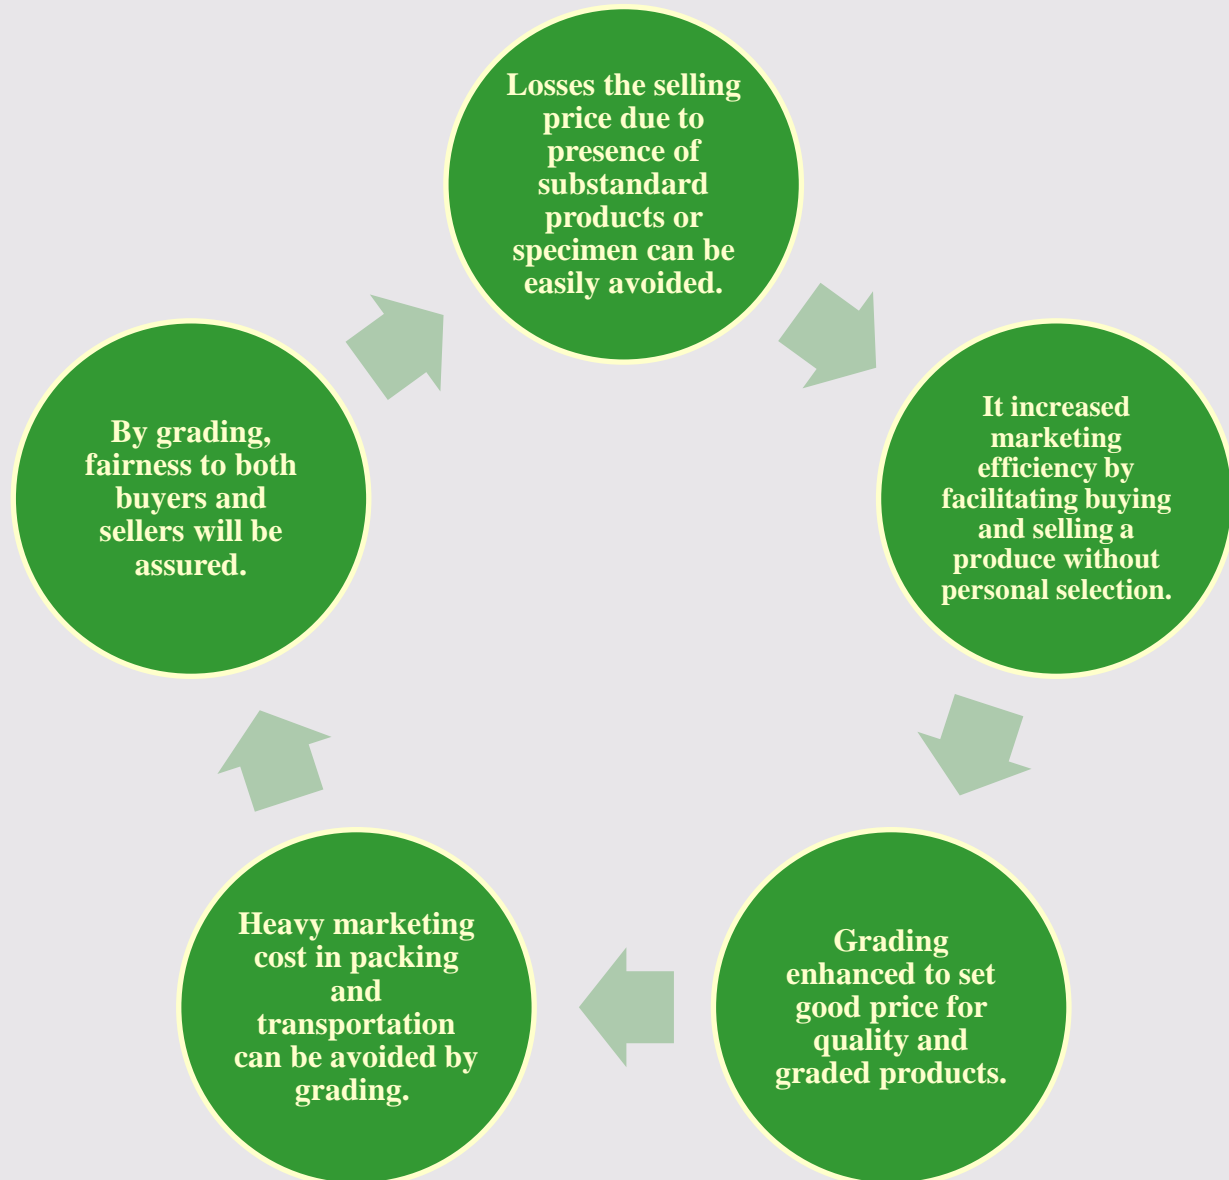 Losses the selling
price due to
presence of
substandard
products or
specimen can be
easily avoided.
It increased
marketing
efficiency by
facilitating buying
and selling a
produce without
personal selection.
Grading
enhanced to set
good price for
quality and
graded products.
Heavy marketing
cost in packing
and
transportation
can be avoided by
grading.
By grading,
fairness to both
buyers and
sellers will be
assured.